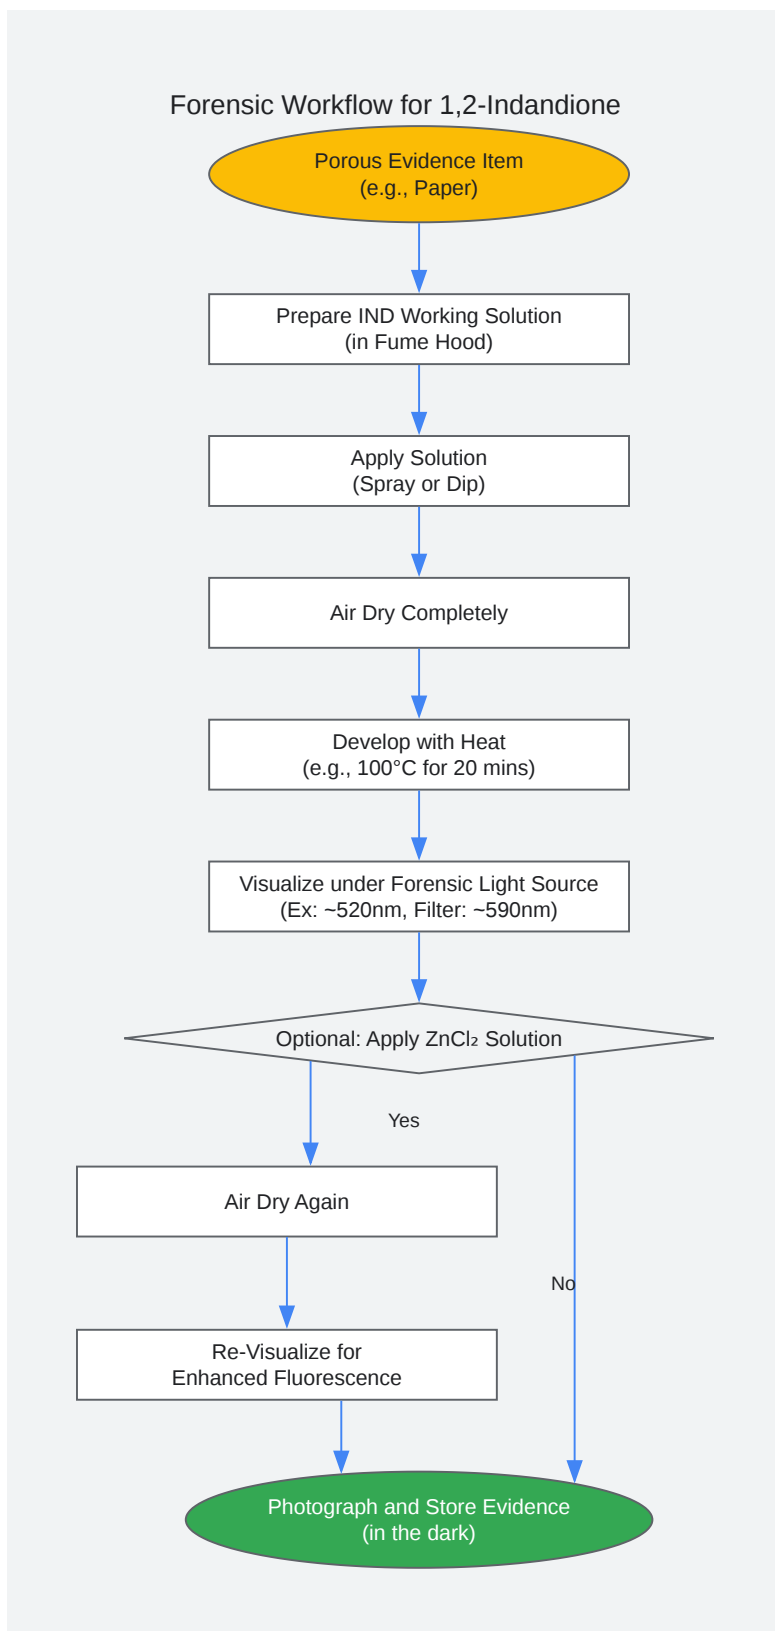 Forensic Workflow for 1,2-Indandione
Porous Evidence Item
(e.g., Paper)
Prepare IND Working Solution
(in Fume Hood)
Apply Solution
(Spray or Dip)
Air Dry Completely
Develop with Heat
(e.g., 100°C for 20 mins)
Visualize under Forensic Light Source
(Ex: ~520nm, Filter: ~590nm)
Optional: Apply ZnCl₂ Solution
Yes
Air Dry Again
No
Re-Visualize for
Enhanced Fluorescence
Photograph and Store Evidence
(in the dark)